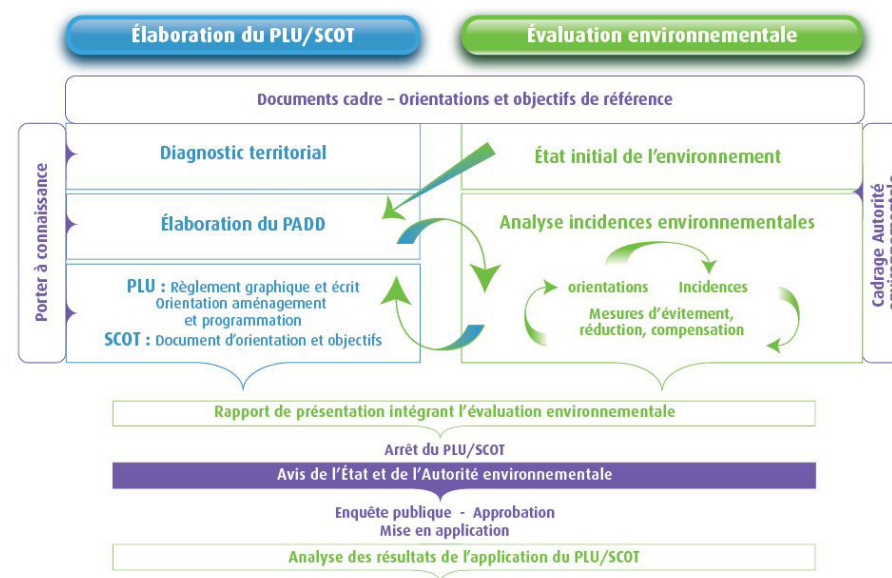 Élaboration du PLU/SCOT
Évaluation environnementale
Documents cadre – Orientations et objectifs de référence
Porter à connaissance
Diagnostic territorial
État initial de l'environnement
Élaboration du PADD
Analyse incidences environnementales
PLU : Règlement graphique et écrit
Orientation aménagement
et programmation
SCOT : Document d'orientation et objectifs
orientations
Incidences
Mesures d'évitement,
réduction, compensation
Cadrage Autorité
Rapport de présentation intégrant l'évaluation environnementale
Arrêt du PLU/SCOT
Avis de l'État et de l'Autorité environnementale
Enquête publique - Approbation
Mise en application
Analyse des résultats de l'application du PLU/SCOT